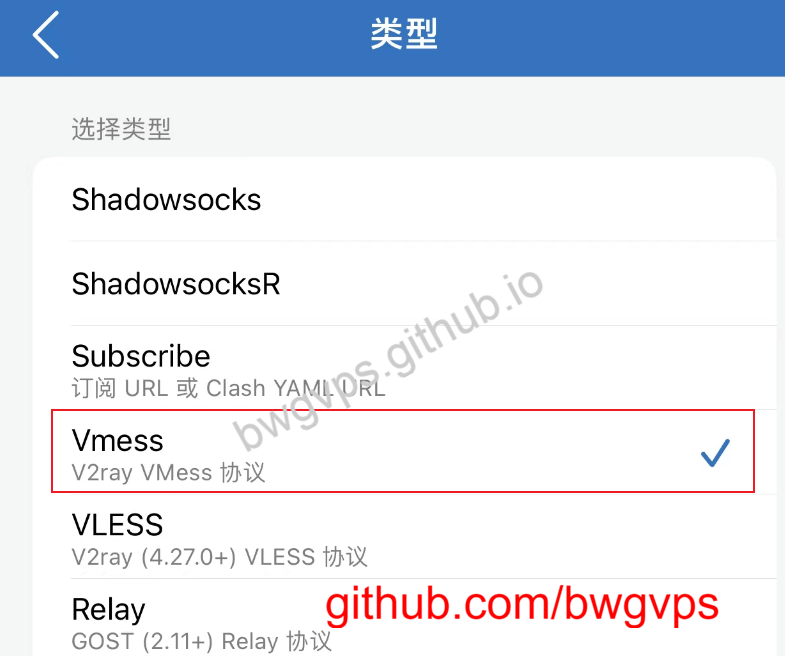 类型
选择类型
Shadowsocks
ShadowsocksR
Subscribe
订阅 URL 或 Clash YAML URL
bwgvps.github.io
Vmess
V2ray VMess 协议
VLESS
V2ray (4.27.0+) VLESS 协议
Relay
github.com/bwgvps
GOST (2.11+) Relay 协议